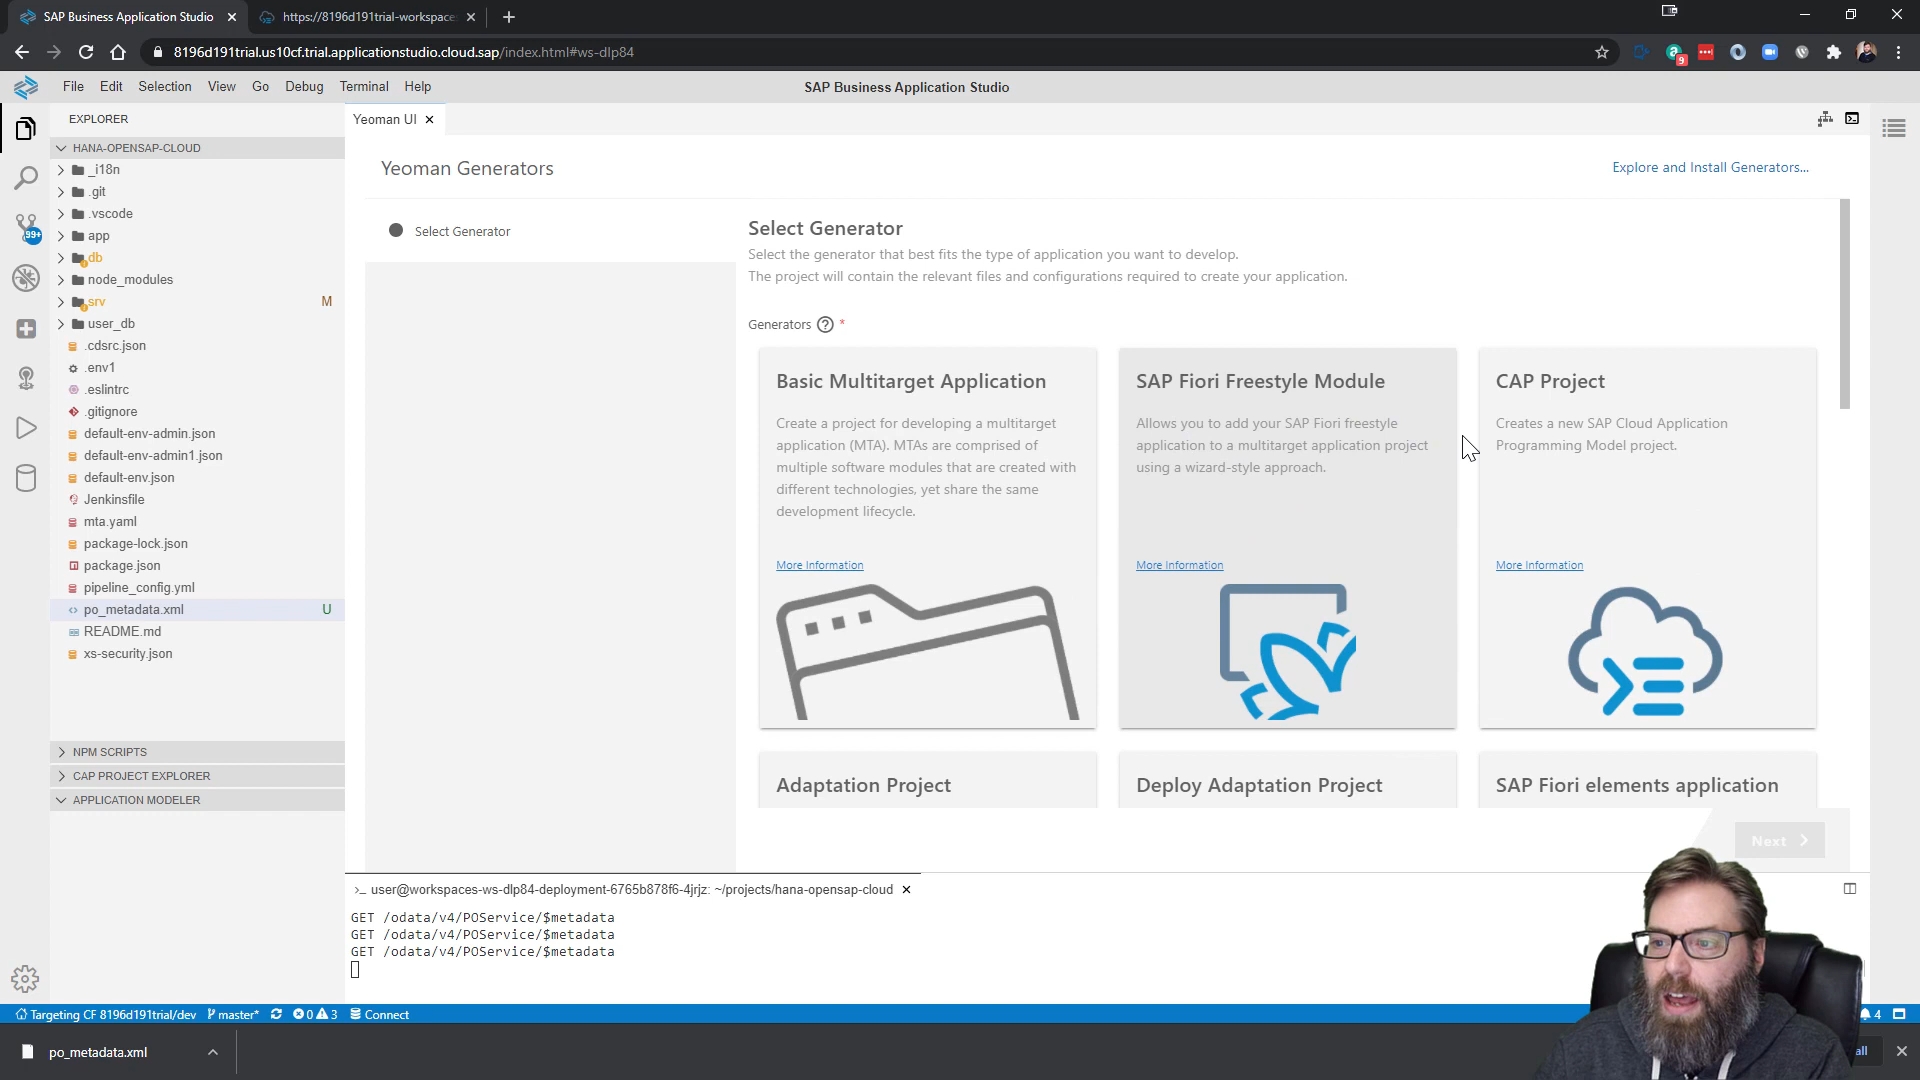 SAP Business Application Studio
https://8196d191trial-workspaces
8196d191trial.us10cf.trial.applicationstudio.cloud.sap/index.html#ws-dlp84
9
File Edit Selection View Go Debug Terminal Help
SAP Business Application Studio
EXPLORER
HANA-OPENSAP-CLOUD
_i18n
.git
.vscode
app
db
node_modules
srv M
user_db
.cdsrc.json
.env1
.eslintrc
.gitignore
default-env-admin.json
default-env-admin1.json
default-env.json
Jenkinsfile
mta.yaml
package-lock.json
package.json
pipeline_config.yml
po_metadata.xml U
README.md
xs-security.json
NPM SCRIPTS
CAP PROJECT EXPLORER
APPLICATION MODELER
99+
Yeoman UI
Yeoman Generators
Explore and Install Generators...
Select Generator
Select Generator
Select the generator that best fits the type of application you want to develop.
The project will contain the relevant files and configurations required to create your application.
Generators ? *
Basic Multitarget Application
Create a project for developing a multitarget
application (MTA). MTAs are comprised of
multiple software modules that are created with
different technologies, yet share the same
development lifecycle.
More Information
SAP Fiori Freestyle Module
Allows you to add your SAP Fiori freestyle
application to a multitarget application project
using a wizard-style approach.
More Information
CAP Project
Creates a new SAP Cloud Application
Programming Model project.
More Information
Adaptation Project
Deploy Adaptation Project
SAP Fiori elements application
Next
user@workspaces-ws-dlp84-deployment-6765b878f6-4jrjz: ~/projects/hana-opensap-cloud
GET /odata/v4/POService/$metadata
GET /odata/v4/POService/$metadata
GET /odata/v4/POService/$metadata
Targeting CF 8196d191trial/dev master* 0 3 Connect
4
po_metadata.xml
all